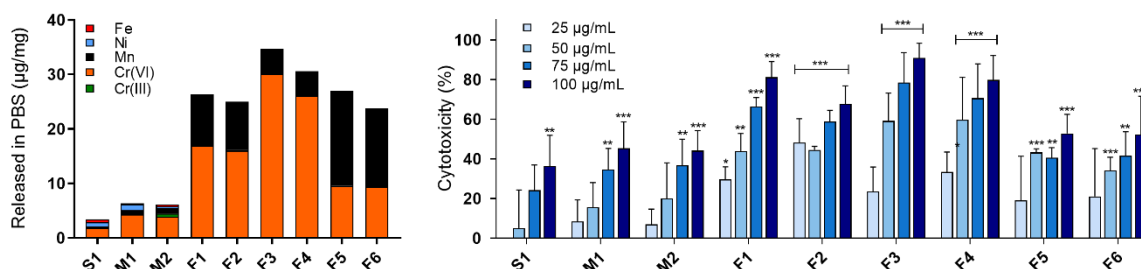 Released in PBS (µg/mg)
40
30
20
10
0
Fe
Ni
Mn
Cr(VI)
Cr(III)
S1
M1
M2
F1
F2
F3
F4
F5
F6
Cytotoxicity (%)
100
80
60
40
20
0
25 µg/mL
50 µg/mL
75 µg/mL
100 µg/mL
**
** ***
** ***
* ** *** ***
***
***
* ***
*** ** ***
*** ** **
S1
M1
M2
F1
F2
F3
F4
F5
F6